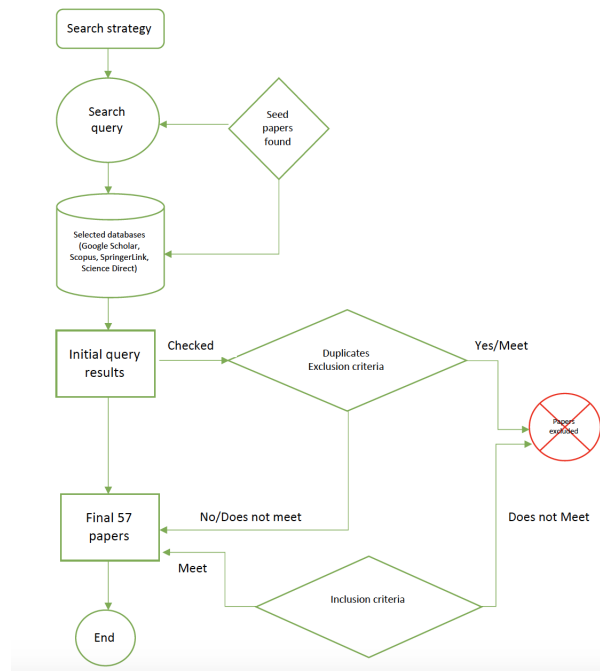 Search strategy
Search
query
Seed
papers
found
Selected databases
(Google Scholar,
Scopus, SpringerLink,
Science Direct)
Initial query
results
Checked
Duplicates
Exclusion criteria
Yes/Meet
Papers
excluded
Final 57
papers
No/Does not meet
Does not Meet
Meet
Inclusion criteria
End